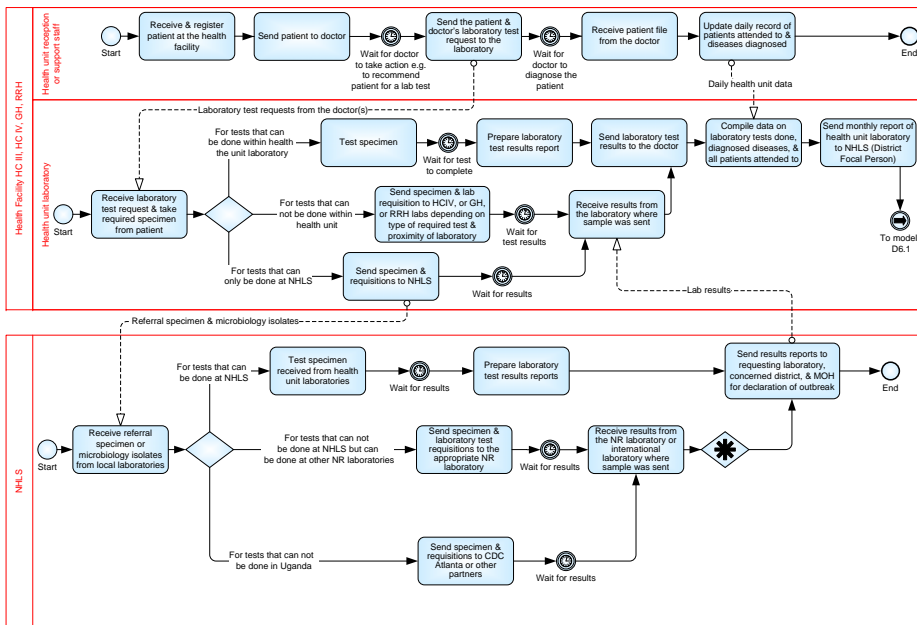 Health Facility HC III, HC IV, GH, RRH
Health unit reception
or support staff
Start
Receive & register
patient at the health
facility
Send patient to doctor
Wait for doctor
to take action e.g.
to recommend
patient for a lab test
Send the patient &
doctor's laboratory test
request to the
laboratory
Wait for
doctor to
diagnose the
patient
Receive patient file
from the doctor
Update daily record of
patients attended to &
diseases diagnosed
End
Daily health unit data
Health unit laboratory
Laboratory test requests from the doctor(s)
Start
Receive laboratory
test request & take
required specimen
from patient
For tests that can
be done within health
the unit laboratory
Test specimen
Wait for test
to complete
Prepare laboratory
test results report
Send laboratory test
results to the doctor
Compile data on
laboratory tests done,
diagnosed diseases, &
all patients attended to
Send monthly report of
health unit laboratory
to NHLS (District
Focal Person)
To model
D6.1
For tests that can
not be done within
health unit
Send specimen & lab
requisition to HCIV, or GH,
or RRH labs depending on
type of required test &
proximity of laboratory
Wait for
test results
Receive results from
the laboratory where
sample was sent
For tests that can
only be done at NHLS
Send specimen &
requisitions to NHLS
Wait for results
Lab results
Referral specimen & microbiology isolates
NHLS
Start
Receive referral
specimen or
microbiology isolates
from local laboratories
For tests that can
be done at NHLS
Test specimen
received from health
unit laboratories
Wait for results
Prepare laboratory
test results reports
Send results reports to
requesting laboratory,
concerned district, & MOH
for declaration of outbreak
End
For tests that can not
be done at NHLS but can
be done at other NR laboratories
Send specimen &
laboratory test
requisitions to the
appropriate NR
laboratory
Wait for results
Receive results from
the NR laboratory or
international
laboratory where
sample was sent
For tests that can not
be done in Uganda
Send specimen &
requisitions to CDC
Atlanta or other
partners
Wait for results